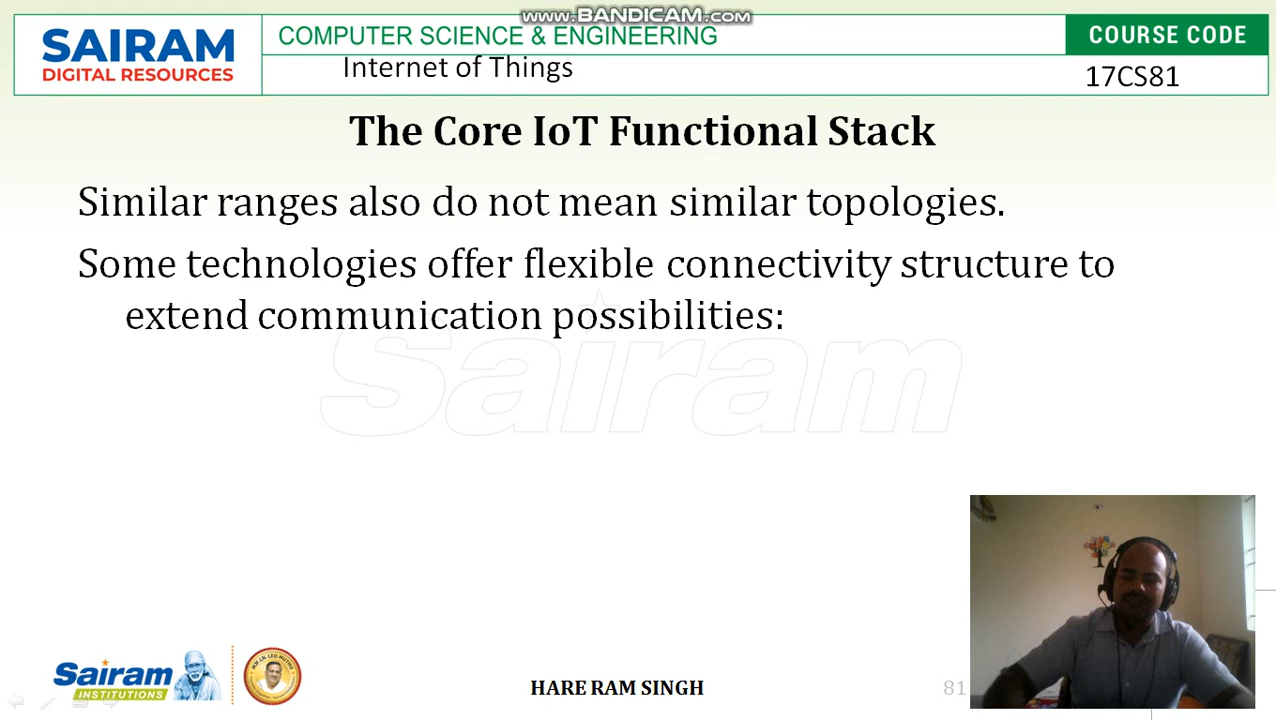 www.BANDICAM.com
SAIRAM
DIGITAL RESOURCES
COMPUTER SCIENCE & ENGINEERING
COURSE CODE
Internet of Things
17CS81
The Core IoT Functional Stack
Similar ranges also do not mean similar topologies.
Some technologies offer flexible connectivity structure to
extend communication possibilities:
Sairam
Sairam
INSTITUTIONS
HARE RAM SINGH
81